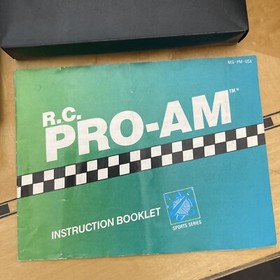 NES-PM-USA
R.C.
PRO-AM™
INSTRUCTION BOOKLET
SPORTS SERIES